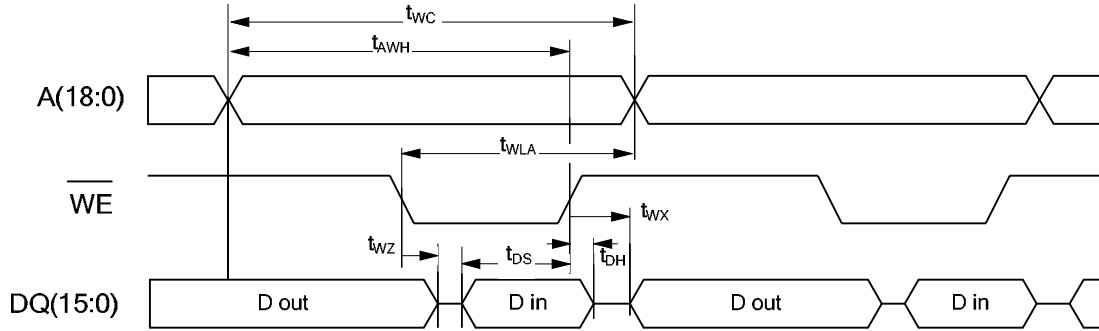 tWC
tAWH
A(18:0)
tWLA
WE
tWX
tWZ
tDS
tDH
DQ(15:0)
D out
D in
D out
D in